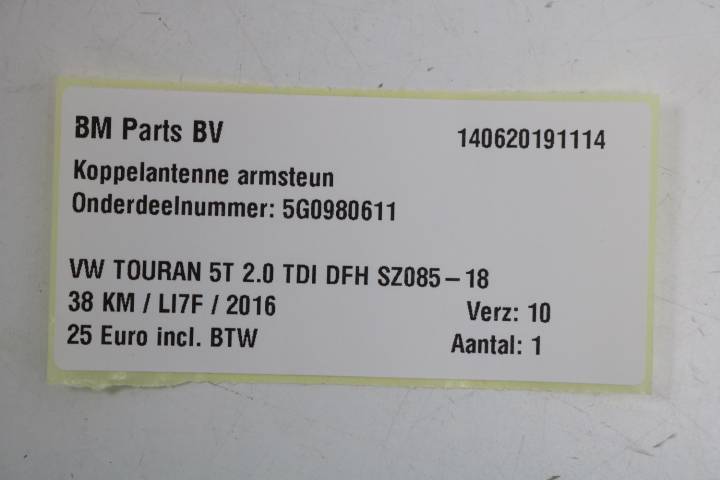 BM Parts BV 140620191114
Koppelantenne armsteun
Onderdeelnummer: 5G0980611
VW TOURAN 5T 2.0 TDI DFH SZ085-18
38 KM / LI7F / 2016 Verz: 10
25 Euro incl. BTW Aantal: 1